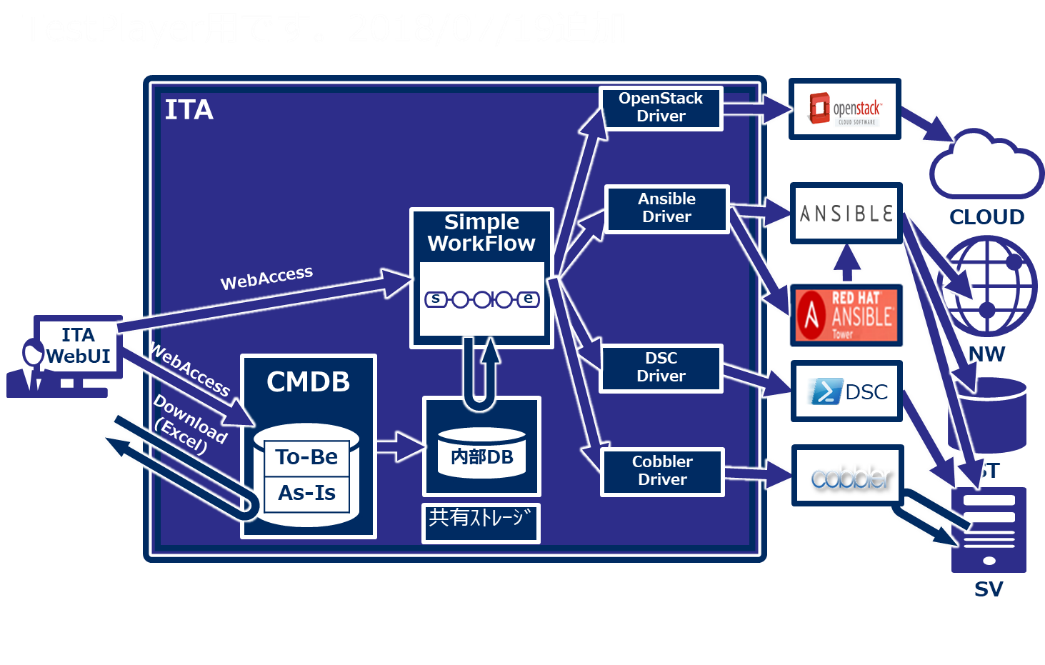 ITA
OpenStack
Driver
openstack™
CLOUD SOFTWARE
CLOUD
Ansible
Driver
ANSIBLE
Simple
WorkFlow
s
e
WebAccess
RED HAT
ANSIBLE
Tower
NW
ITA
WebUI
WebAccess
Download
(Excel)
CMDB
To-Be
As-Is
内部DB
共有ｽﾄﾚｰｼﾞ
DSC
Driver
DSC
Cobbler
Driver
cobbler
ST
SV